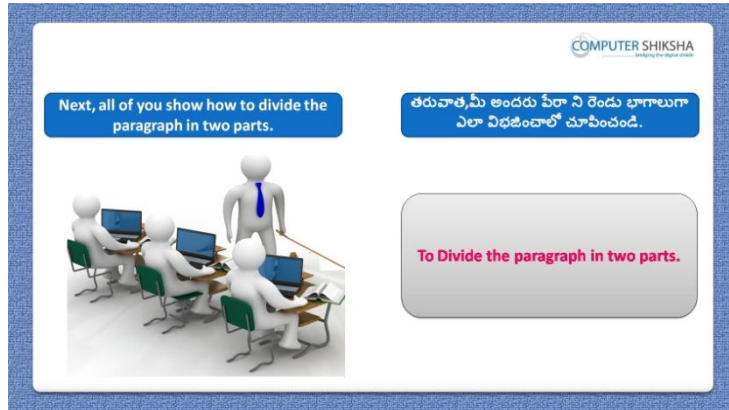 COMPUTER SHIKSHA
bridging the digital divide
Next, all of you show how to divide the
paragraph in two parts.
తరువాత,మీ అందరు పేరా ని రెండు భాగాలుగా
ఎలా విభజించాలో చూపించండి.
To Divide the paragraph in two parts.